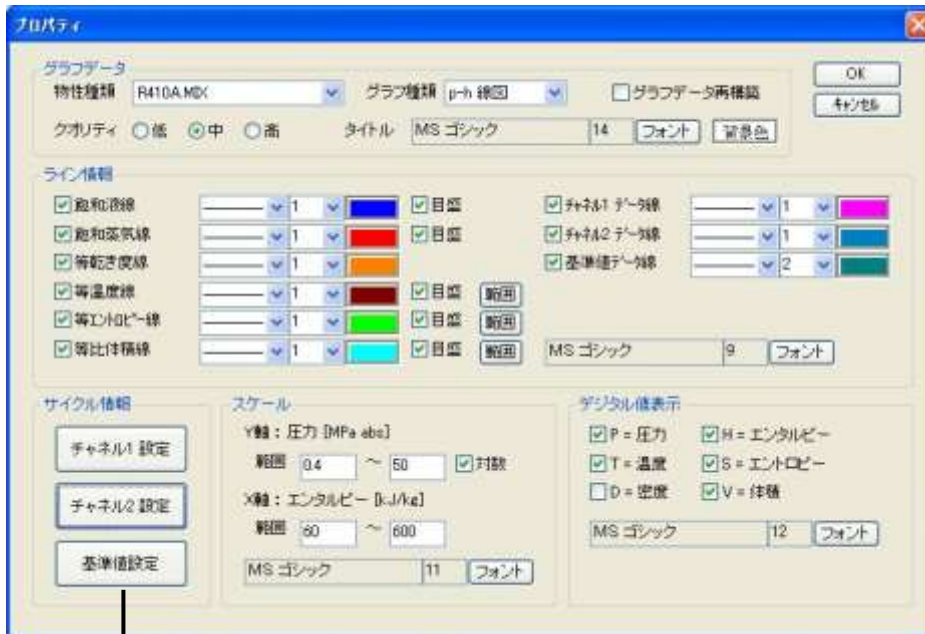 プロパティ
グラフデータ
物性種類 R410A.MIX グラフ種類 p-h 線図 グラフデータ再構築 OK
キャンセル
クオリティ 低 中 高 タイトル MS ゴシック 14 フォント 背景色
ライン情報
飽和液線 1 目盛 チャネル1 データ線 1
飽和蒸気線 1 目盛 チャネル2 データ線 1
等乾き度線 1 基準値データ線 2
等温度線 1 目盛 範囲
等エントロピー線 1 目盛 範囲
等比体積線 1 目盛 範囲 MS ゴシック 9 フォント
サイクル情報
チャネル1 設定
チャネル2 設定
基準値設定
スケール
Y軸:圧力 [MPa abs]
範囲 0.4 ~ 50 対数
X軸:エンタルピー [kJ/kg]
範囲 60 ~ 600
MS ゴシック 11 フォント
デジタル値表示
P = 圧力 H = エンタルピー
T = 温度 S = エントロピー
D = 密度 V = 体積
MS ゴシック 12 フォント